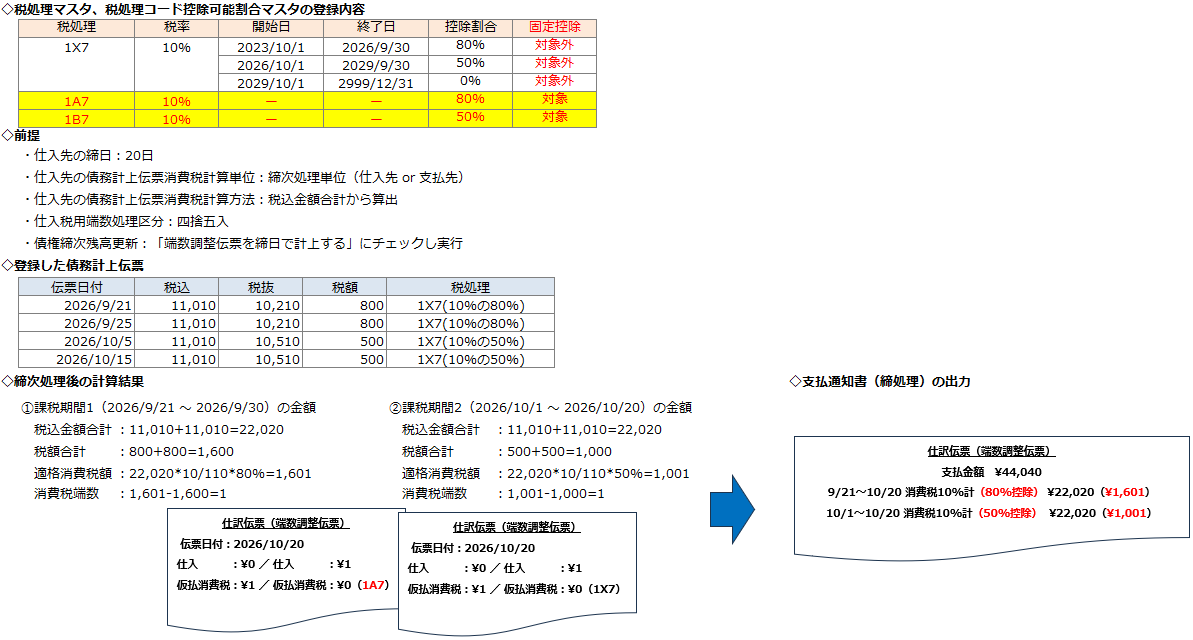 ◇税処理マスタ、税処理コード控除可能割合マスタの登録内容
税処理 税率 開始日 終了日 控除割合 固定控除
1X7 10% 2023/10/1 2026/9/30 80% 対象外
2026/10/1 2029/9/30 50% 対象外
2029/10/1 2999/12/31 0% 対象外
1A7 10% － － 80% 対象
1B7 10% － － 50% 対象
◇前提
・仕入先の締日：20日
・仕入先の債務計上伝票消費税計算単位：締次処理単位（仕入先 or 支払先）
・仕入先の債務計上伝票消費税計算方法：税込金額合計から算出
・仕入税用端数処理区分：四捨五入
・債権締次残高更新：「端数調整伝票を締日で計上する」にチェックし実行
◇登録した債務計上伝票
伝票日付 税込 税抜 税額 税処理
2026/9/21 11,010 10,210 800 1X7(10%の80%)
2026/9/25 11,010 10,210 800 1X7(10%の80%)
2026/10/5 11,010 10,510 500 1X7(10%の50%)
2026/10/15 11,010 10,510 500 1X7(10%の50%)
◇締次処理後の計算結果
①課税期間1（2026/9/21 ～ 2026/9/30）の金額
税込金額合計 ：11,010+11,010=22,020
税額合計 ：800+800=1,600
適格消費税額 ：22,020*10/110*80%=1,601
消費税端数 ：1,601-1,600=1
仕訳伝票（端数調整伝票）
伝票日付：2026/10/20
仕入 ：¥0 ／ 仕入 ：¥1
仮払消費税：¥1 ／ 仮払消費税：¥0（1A7）
②課税期間2（2026/10/1 ～ 2026/10/20）の金額
税込金額合計 ：11,010+11,010=22,020
税額合計 ：500+500=1,000
適格消費税額 ：22,020*10/110*50%=1,001
消費税端数 ：1,001-1,000=1
仕訳伝票（端数調整伝票）
伝票日付：2026/10/20
仕入 ：¥0 ／ 仕入 ：¥1
仮払消費税：¥1 ／ 仮払消費税：¥0（1X7）
◇支払通知書（締処理）の出力
仕訳伝票（端数調整伝票）
支払金額 ¥44,040
9/21～10/20 消費税10%計（80%控除） ¥22,020（¥1,601）
10/1～10/20 消費税10%計（50%控除） ¥22,020（¥1,001）